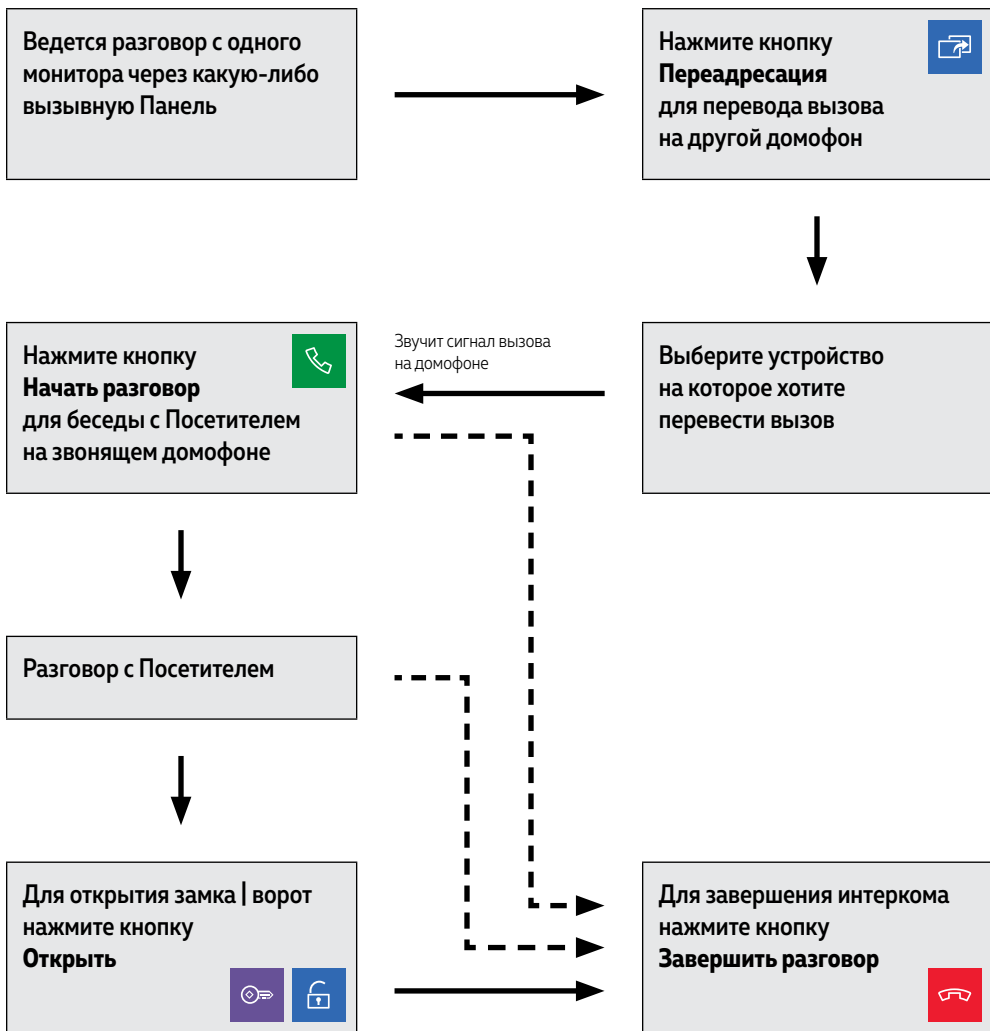 Ведется разговор с одного
монитора через какую-либо
вызывную Панель
Нажмите кнопку
Переадресация
для перевода вызова
на другой домофон
Нажмите кнопку
Начать разговор
для беседы с Посетителем
на звонящем домофоне
Звучит сигнал вызова
на домофоне
Выберите устройство
на которое хотите
перевести вызов
Разговор с Посетителем
Для открытия замка | ворот
нажмите кнопку
Открыть
Для завершения интеркома
нажмите кнопку
Завершить разговор